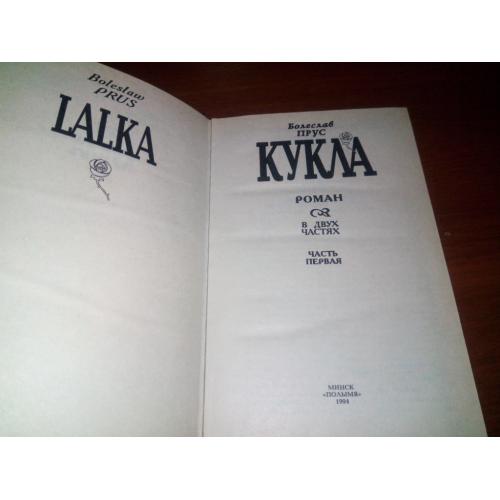 Bolesław
PRUS
LALKA
Болеслав
ПРУС
КУКЛА
РОМАН
В ДВУХ
ЧАСТЯХ
ЧАСТЬ
ПЕРВАЯ
МИНСК
«ПОЛЫМЯ»
1994